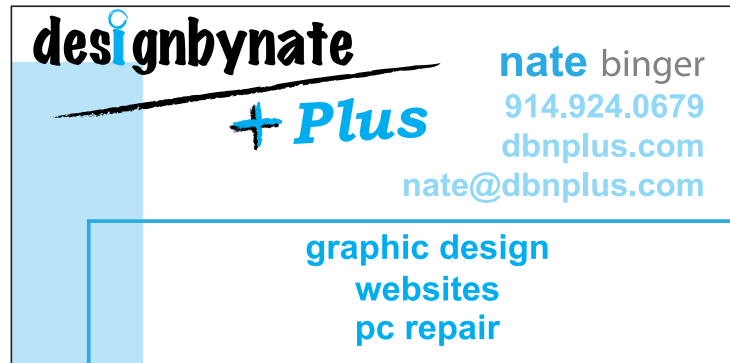 designbynate
+ Plus
nate binger
914.924.0679
dbnplus.com
nate@dbnplus.com
graphic design
websites
pc repair